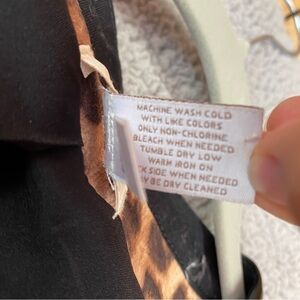 MACHINE WASH COLD
WITH LIKE COLORS
ONLY NON-CHLORINE
BLEACH WHEN NEEDED
TUMBLE DRY LOW
WARM IRON ON
CK SIDE WHEN NEEDED
Y BE DRY CLEANED